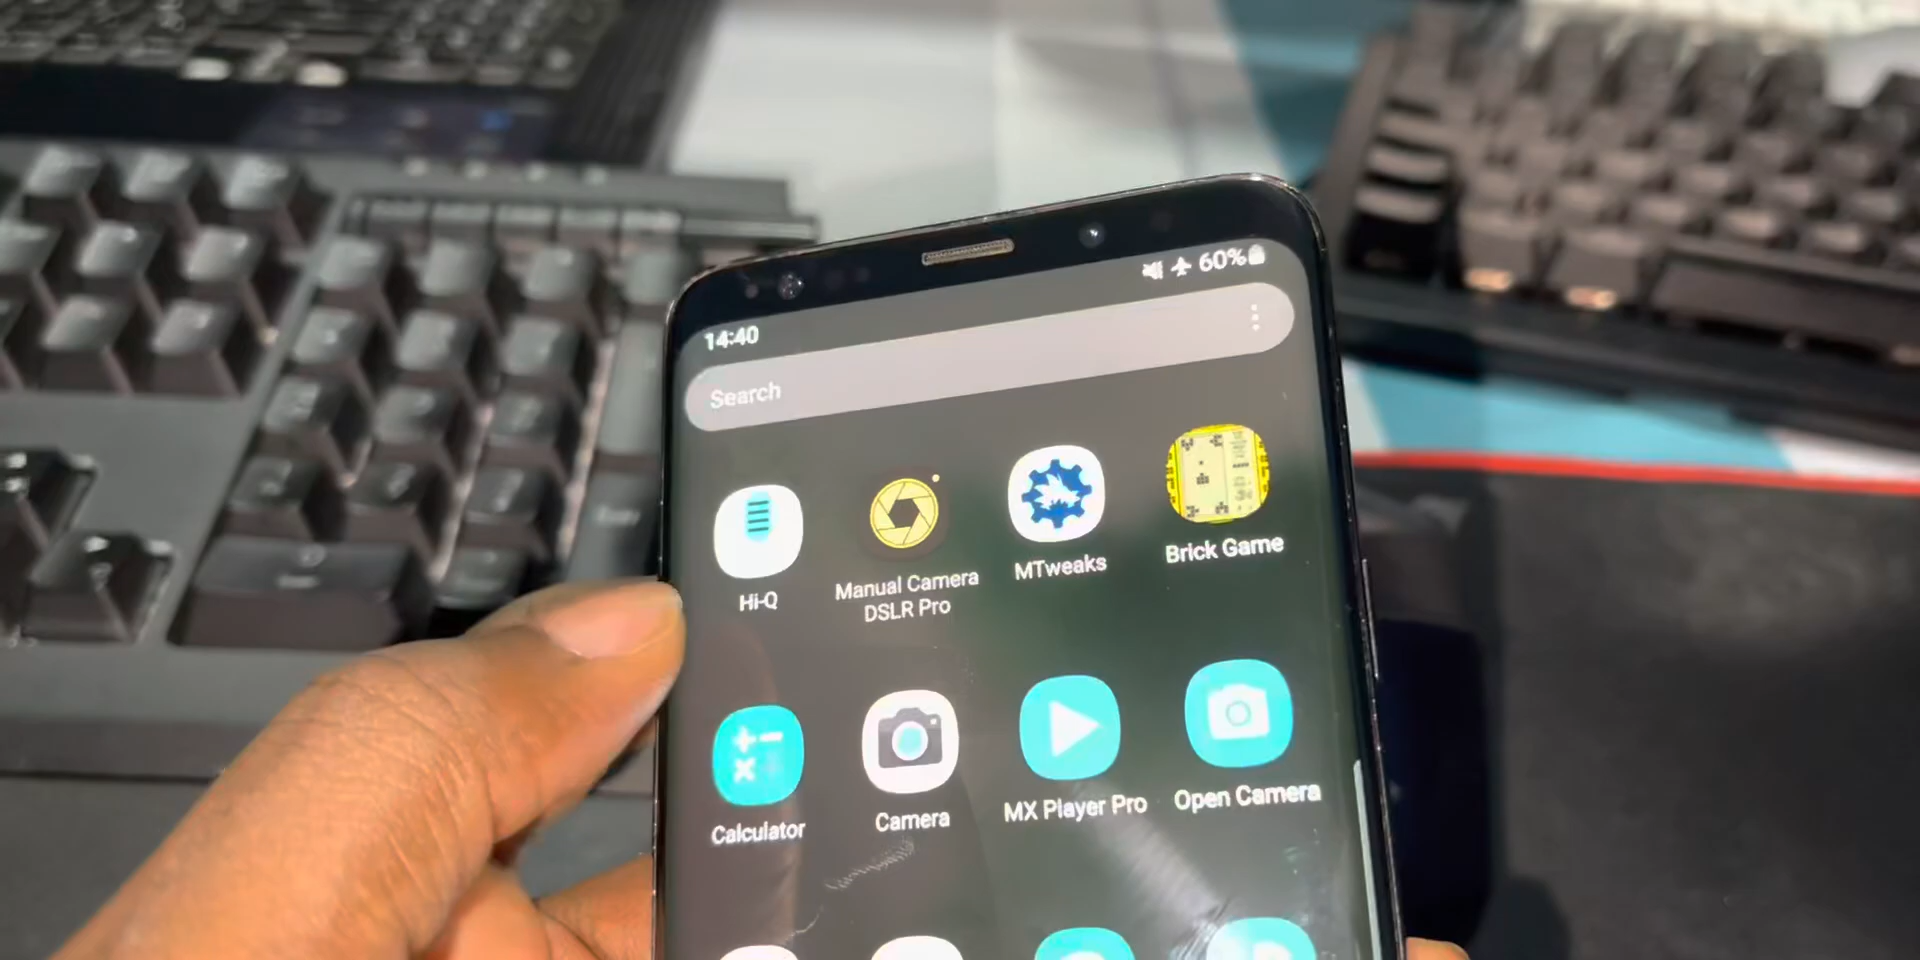 60%
14:40
Search
Hi-Q
Manual Camera
DSLR Pro
MTweaks
Brick Game
Calculator
Camera
MX Player Pro
Open Camera